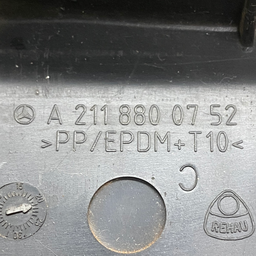 A 211 880 07 52
>PP/EPDM+T10<
C
REHAU